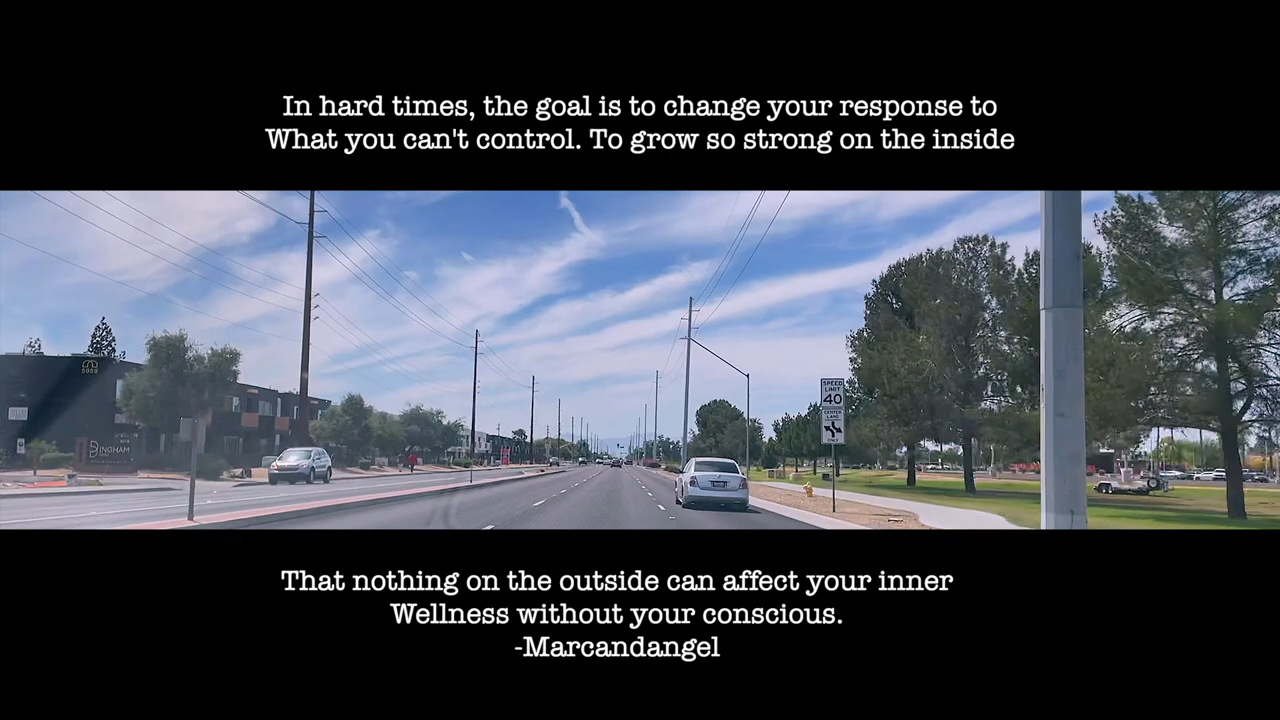 In hard times, the goal is to change your response to
What you can't control. To grow so strong on the inside
5959
BINGHAM
SPEED
LIMIT
40
CENTER
LANE
That nothing on the outside can affect your inner
Wellness without your conscious.
-Marcandangel